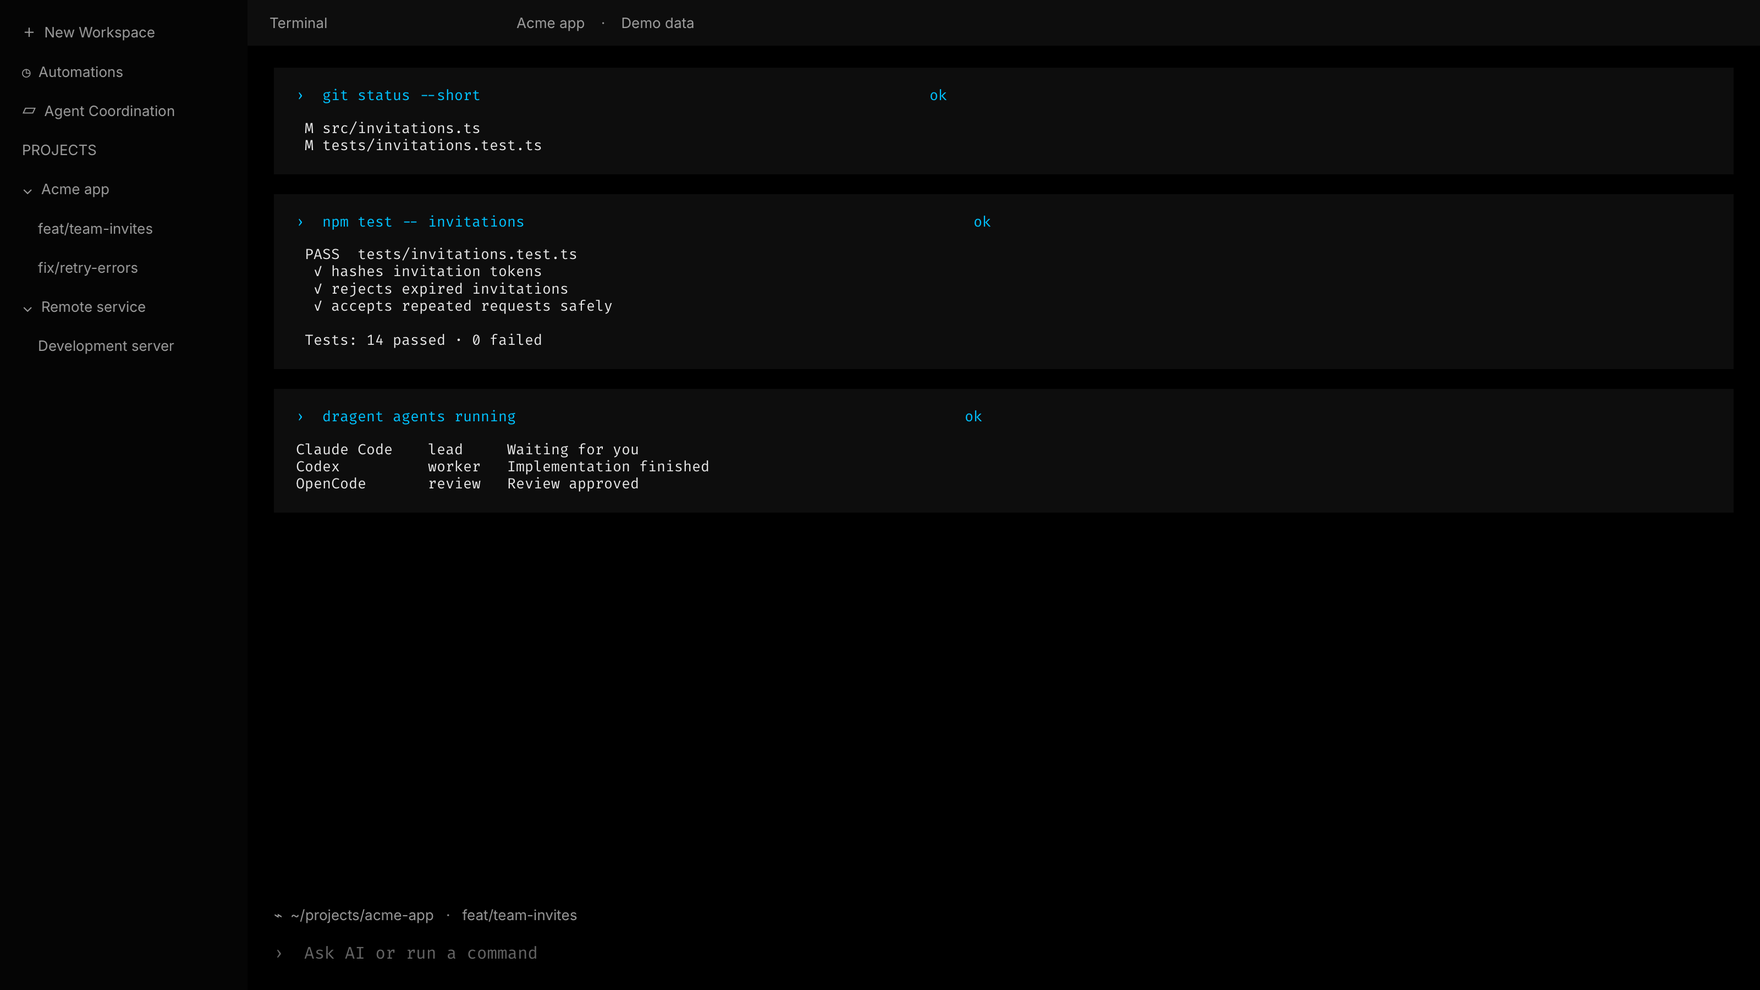 + New Workspace
Automations
Agent Coordination
PROJECTS
Acme app
feat/team-invites
fix/retry-errors
Remote service
Development server
Terminal
Acme app · Demo data
› git status --short ok
M src/invitations.ts
M tests/invitations.test.ts
› npm test -- invitations ok
PASS tests/invitations.test.ts
√ hashes invitation tokens
√ rejects expired invitations
√ accepts repeated requests safely
Tests: 14 passed · 0 failed
› dragent agents running ok
Claude Code lead Waiting for you
Codex worker Implementation finished
OpenCode review Review approved
~/projects/acme-app · feat/team-invites
› Ask AI or run a command